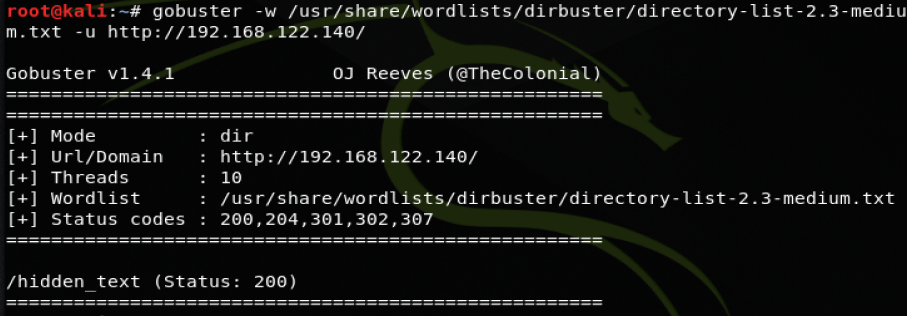 root@kali:~# gobuster -w /usr/share/wordlists/dirbuster/directory-list-2.3-mediu
m.txt -u http://192.168.122.140/
Gobuster v1.4.1              OJ Reeves (@TheColonial)
=====================================================
=====================================================
[+] Mode         : dir
[+] Url/Domain   : http://192.168.122.140/
[+] Threads      : 10
[+] Wordlist     : /usr/share/wordlists/dirbuster/directory-list-2.3-medium.txt
[+] Status codes : 200,204,301,302,307
=====================================================
/hidden_text (Status: 200)
=====================================================